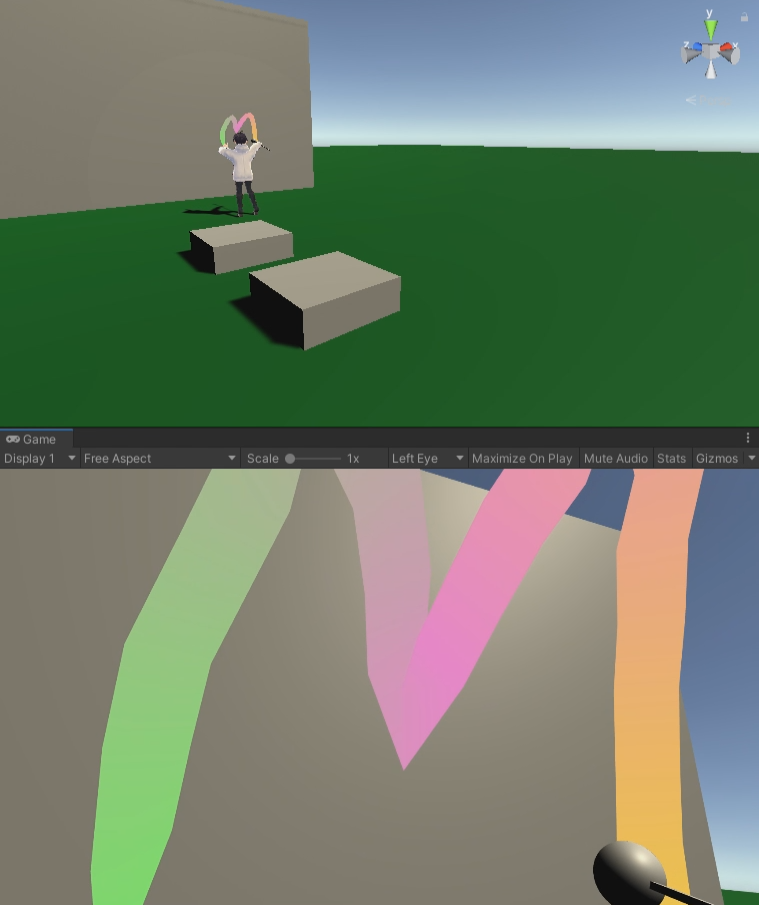 y
z
x
Game
Display 1 Free Aspect Scale 1x Left Eye Maximize On Play Mute Audio Stats Gizmos